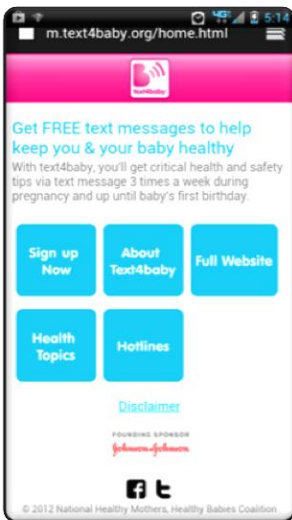 5:14
m.text4baby.org/home.html
text4baby
Get FREE text messages to help
keep you & your baby healthy
With text4baby, you'll get critical health and safety
tips via text message 3 times a week during
pregnancy and up until baby's first birthday.
Sign up
Now
About
Text4baby
Full Website
Health
Topics
Hotlines
Disclaimer
FOUNDING SPONSOR
Johnson & Johnson
© 2012 National Healthy Mothers, Healthy Babies Coalition